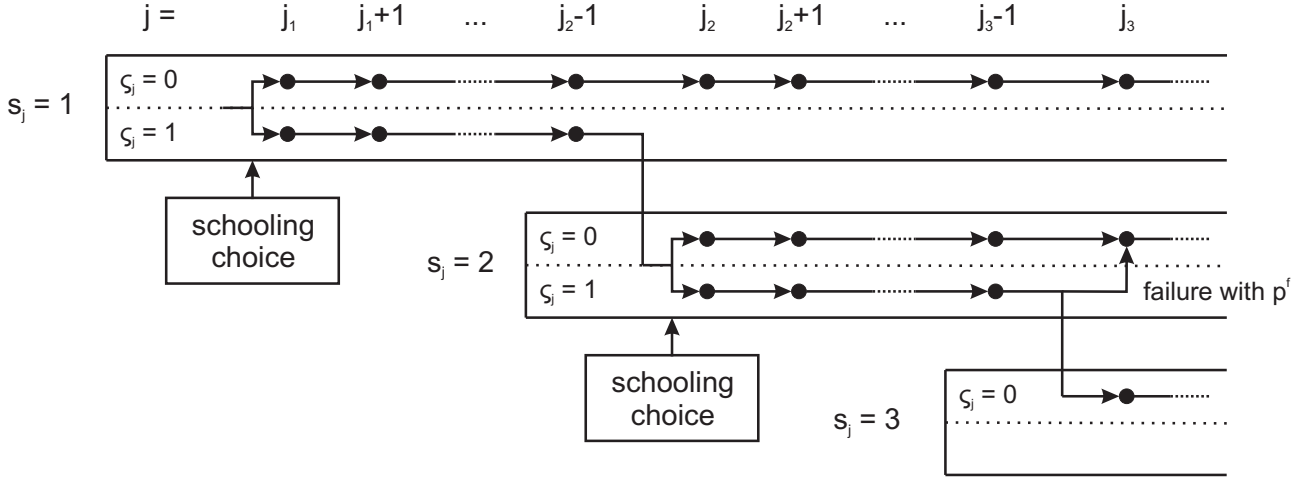 j = j₁ j₁+1 ... j₂-1 j₂ j₂+1 ... j₃-1 j₃
ςⱼ = 0
sⱼ = 1
ςⱼ = 1
schooling
choice
ςⱼ = 0
sⱼ = 2
ςⱼ = 1
failure with pᶠ
schooling
choice
ςⱼ = 0
sⱼ = 3